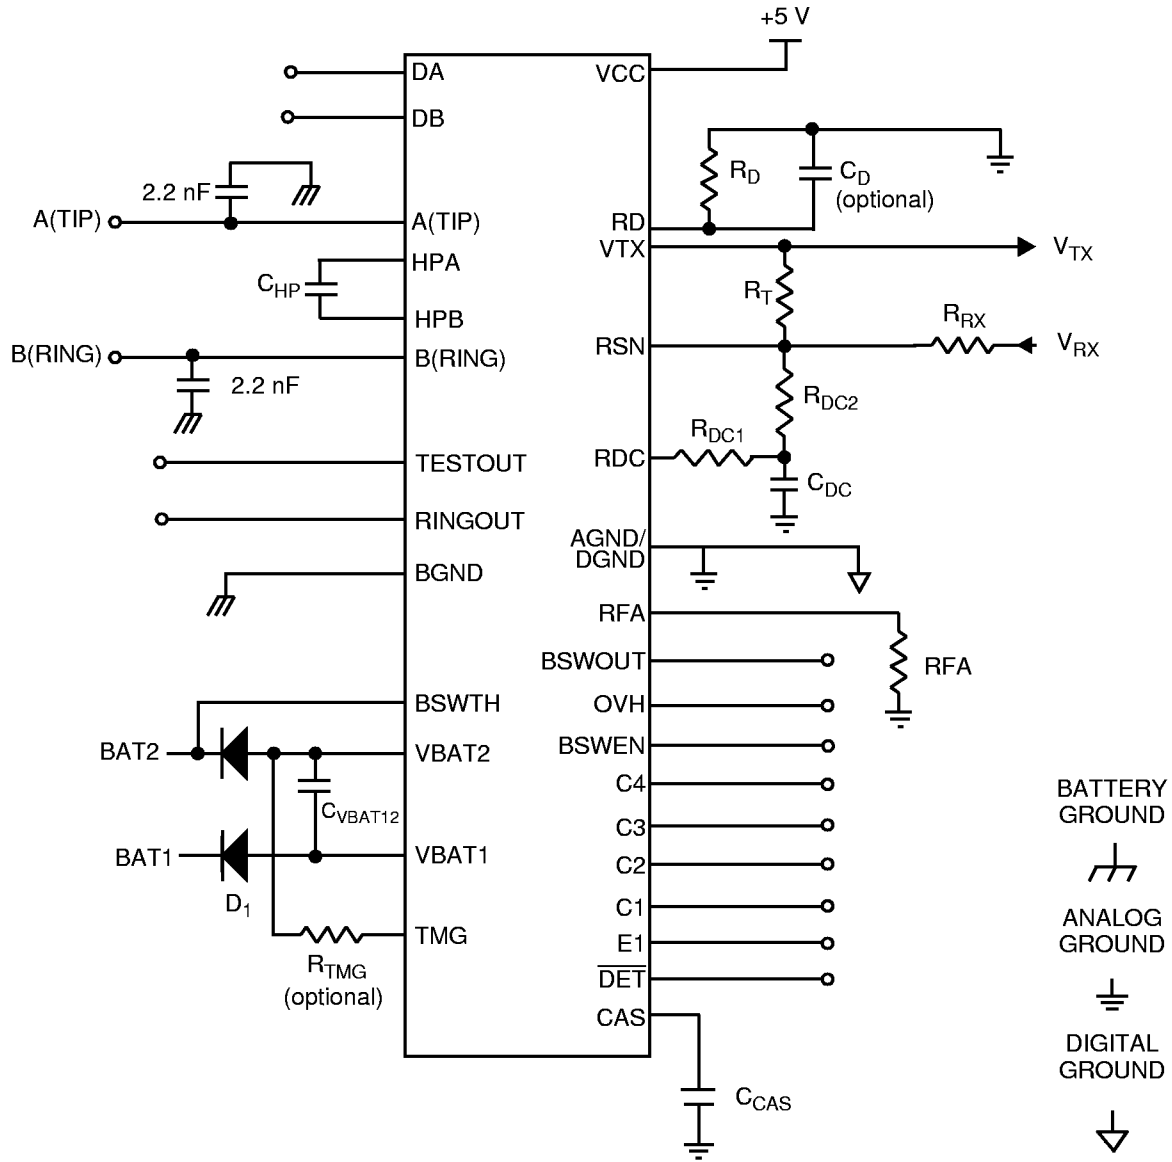 +5 V
DA
VCC
DB
R_D
C_D
(optional)
2.2 nF
A(TIP)
A(TIP)
RD
VTX
V_TX
HPA
C_HP
R_T
HPB
R_RX
RSN
V_RX
B(RING)
B(RING)
2.2 nF
R_DC2
R_DC1
TESTOUT
RDC
C_DC
RINGOUT
AGND/
DGND
BGND
RFA
BSWOUT
RFA
BSWTH
OVH
BAT2
VBAT2
BSWEN
C4
C_VBAT12
C3
BAT1
VBAT1
C2
D_1
C1
TMG
E1
R_TMG
(optional)
DET
CAS
C_CAS
BATTERY
GROUND
ANALOG
GROUND
DIGITAL
GROUND